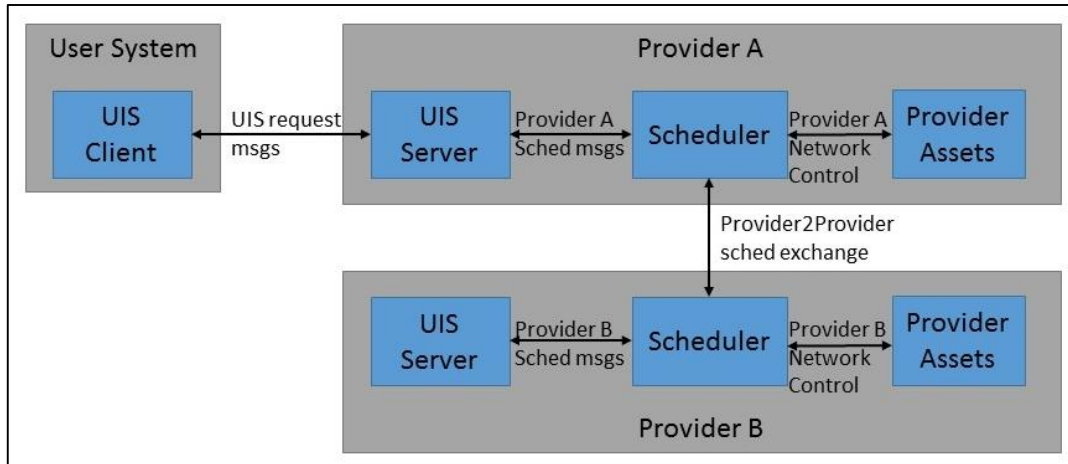 User System
UIS
Client
UIS request
msgs
Provider A
UIS
Server
Provider A
Sched msgs
Scheduler
Provider A
Network
Control
Provider
Assets
Provider2Provider
sched exchange
UIS
Server
Provider B
Sched msgs
Scheduler
Provider B
Network
Control
Provider
Assets
Provider B